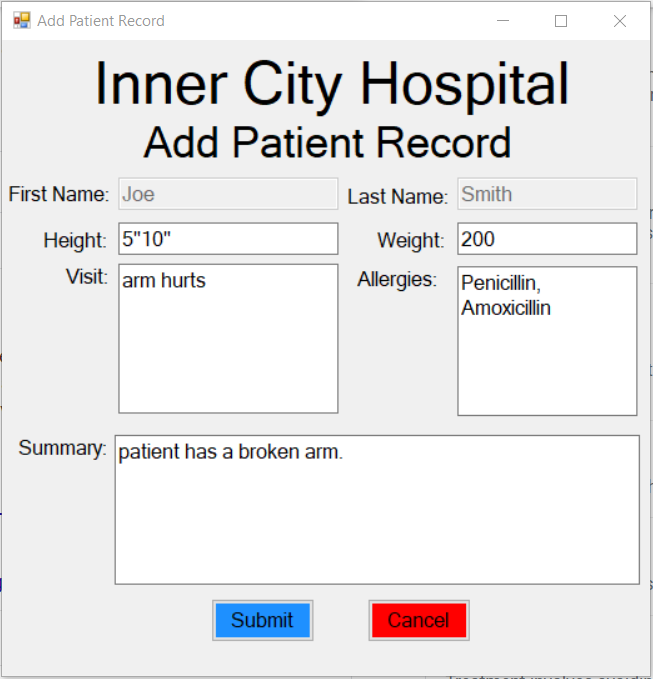 Add Patient Record
Inner City Hospital
Add Patient Record
First Name: Joe Last Name: Smith
Height: 5"10" Weight: 200
Visit: arm hurts Allergies: Penicillin,
Amoxicillin
Summary: patient has a broken arm.
Submit Cancel